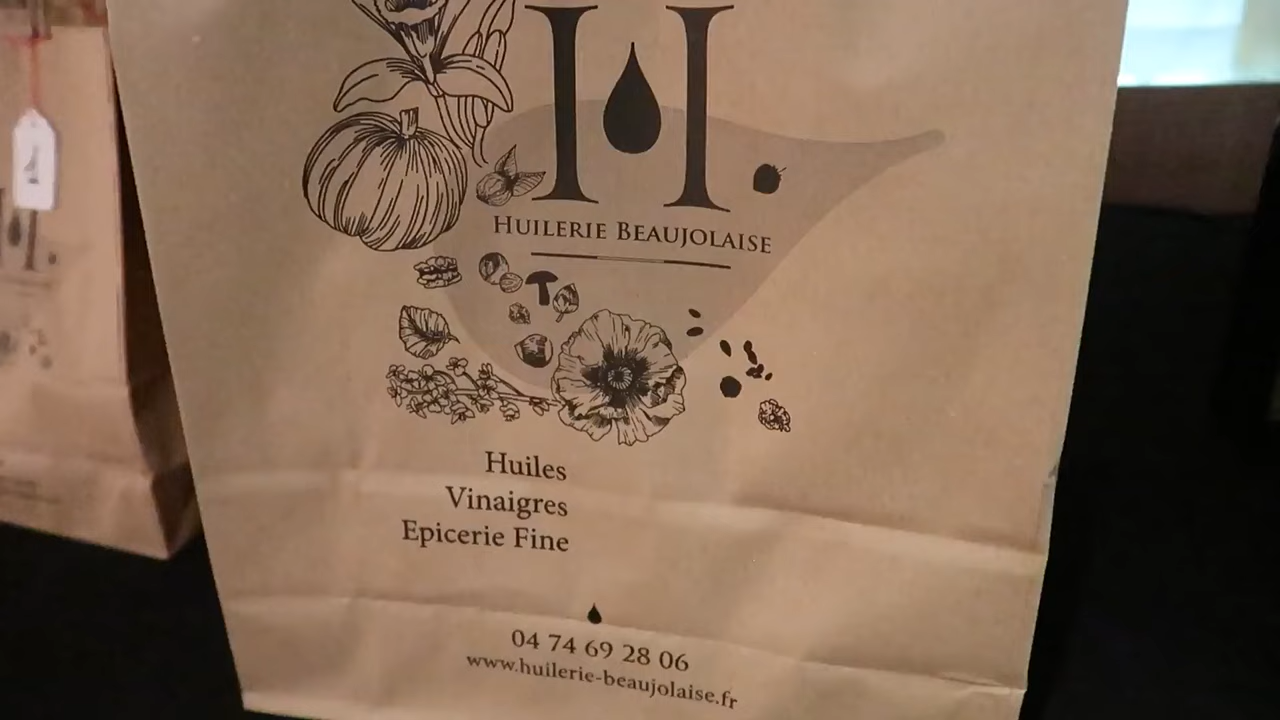 H
HUILERIE BEAUJOLAISE
Huiles
Vinaigres
Epicerie Fine
04 74 69 28 06
www.huilerie-beaujolaise.fr